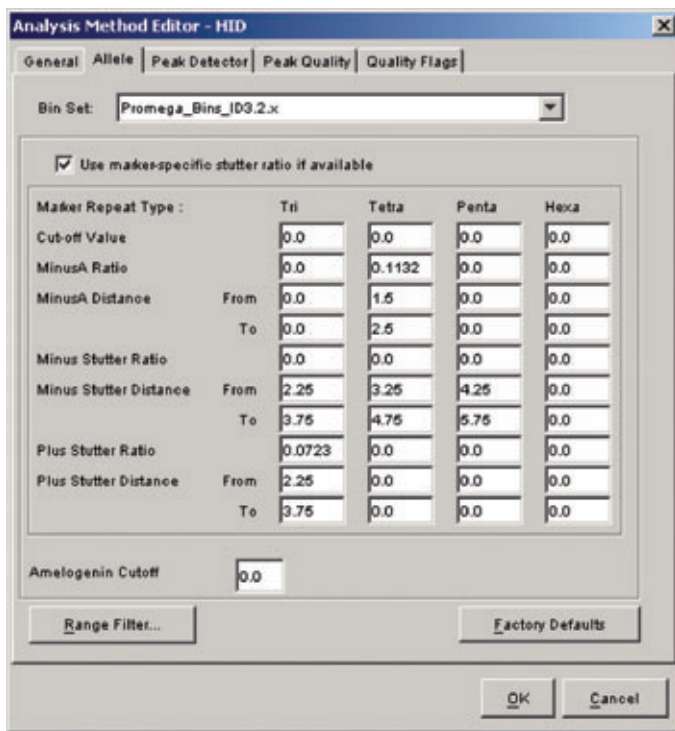 Analysis Method Editor - HID
General Allele Peak Detector Peak Quality Quality Flags
Bin Set: Promega_Bins_ID3.2.x
Use marker-specific stutter ratio if available
Marker Repeat Type : Tri Tetra Penta Hexa
Cut-off Value 0.0 0.0 0.0 0.0
MinusA Ratio 0.0 0.1132 0.0 0.0
MinusA Distance From 0.0 1.5 0.0 0.0
To 0.0 2.5 0.0 0.0
Minus Stutter Ratio 0.0 0.0 0.0 0.0
Minus Stutter Distance From 2.25 3.25 4.25 0.0
To 3.75 4.75 5.75 0.0
Plus Stutter Ratio 0.0723 0.0 0.0 0.0
Plus Stutter Distance From 2.25 0.0 0.0 0.0
To 3.75 0.0 0.0 0.0
Amelogenin Cutoff 0.0
Range Filter... Factory Defaults
OK Cancel